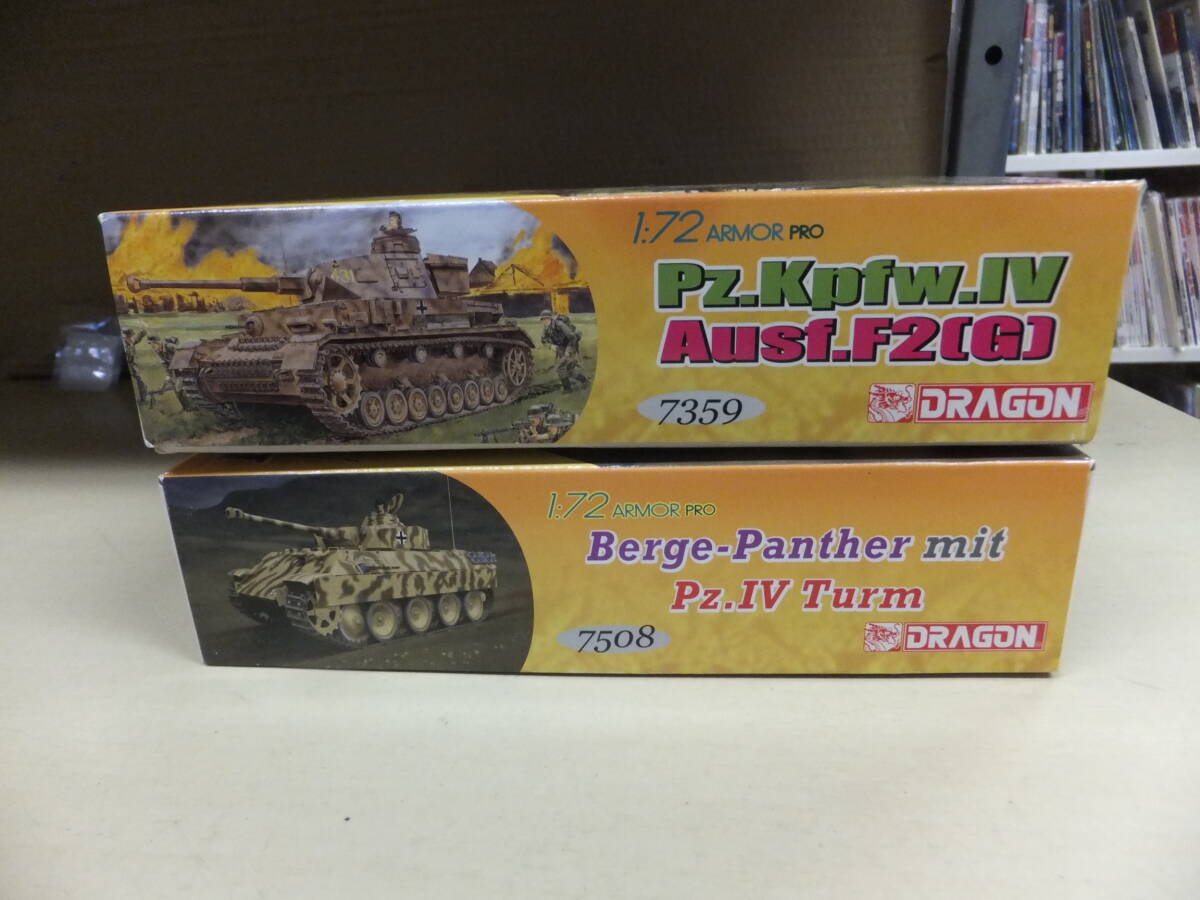 1:72 ARMOR PRO
Pz.Kpfw.IV
Ausf.F2(G)
7359
DRAGON
431
1:72 ARMOR PRO
Berge-Panther mit
Pz.IV Turm
7508
DRAGON